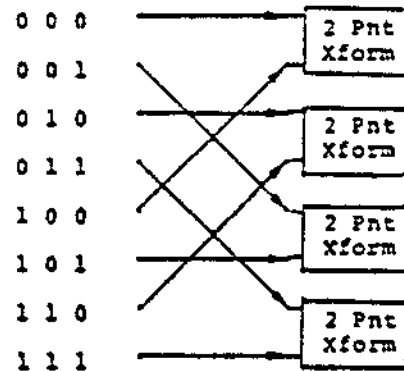 0 0 0
2 Pnt
Xform
0 0 1
0 1 0
2 Pnt
Xform
0 1 1
1 0 0
2 Pnt
Xform
1 0 1
1 1 0
2 Pnt
Xform
1 1 1